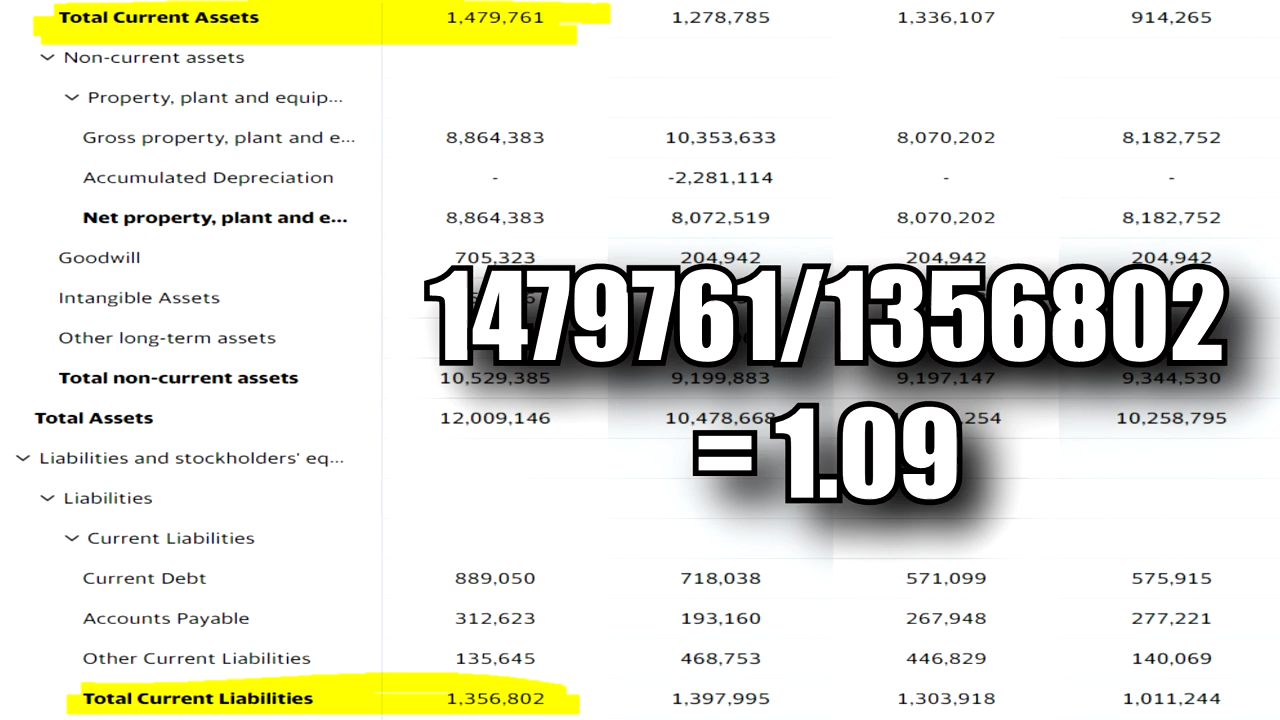 Total Current Assets 1,479,761 1,278,785 1,336,107 914,265
Non-current assets
Property, plant and equip...
Gross property, plant and e... 8,864,383 10,353,633 8,070,202 8,182,752
Accumulated Depreciation - -2,281,114 - -
Net property, plant and e... 8,864,383 8,072,519 8,070,202 8,182,752
Goodwill 705,323 204,942 204,942 204,942
Intangible Assets
1479761/1356802
Other long-term assets
Total non-current assets 10,529,385 9,199,883 9,197,147 9,344,530
Total Assets 12,009,146 10,478,668 10,258,795
= 1.09
Liabilities and stockholders' eq...
Liabilities
Current Liabilities
Current Debt 889,050 718,038 571,099 575,915
Accounts Payable 312,623 193,160 267,948 277,221
Other Current Liabilities 135,645 468,753 446,829 140,069
Total Current Liabilities 1,356,802 1,397,995 1,303,918 1,011,244